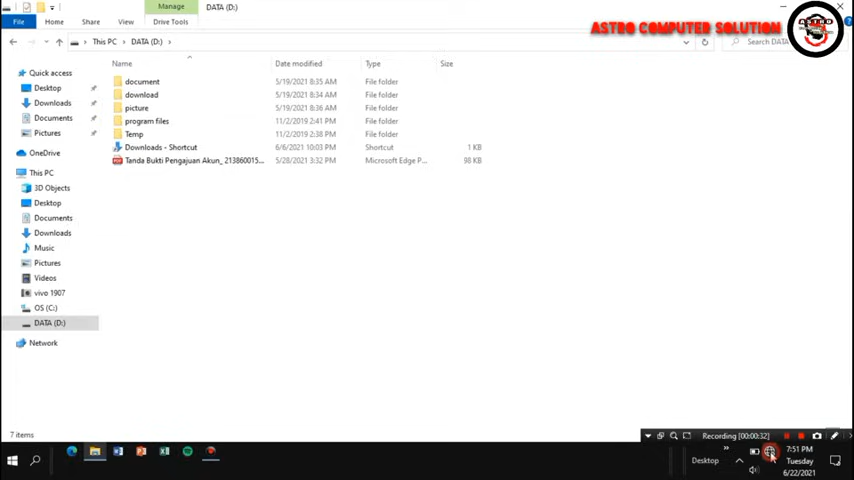 Manage
DATA (D:)
File
Home
Share
View
Drive Tools
ASTRO COMPUTED SOLUTION
ASTRO
This PC
DATA (D:)
Search DATA
Name
Date modified
Type
Size
Quick access
Desktop
Downloads
Documents
Pictures
OneDrive
This PC
3D Objects
Desktop
Documents
Downloads
Music
Pictures
Videos
vivo 1907
OS (C:)
DATA (D:)
Network
document 5/19/2021 8:35 AM File folder
download 5/19/2021 8:34 AM File folder
picture 5/19/2021 8:36 AM File folder
program files 11/2/2019 2:41 PM File folder
Temp 11/2/2019 2:38 PM File folder
Downloads - Shortcut 6/6/2021 10:03 PM Shortcut 1 KB
Tanda Bukti Pengajuan Akun_ 213860015... 5/28/2021 3:32 PM Microsoft Edge P... 98 KB
7 items
Recording [00:00:32]
Desktop
7:51 PM
Tuesday
6/22/2021